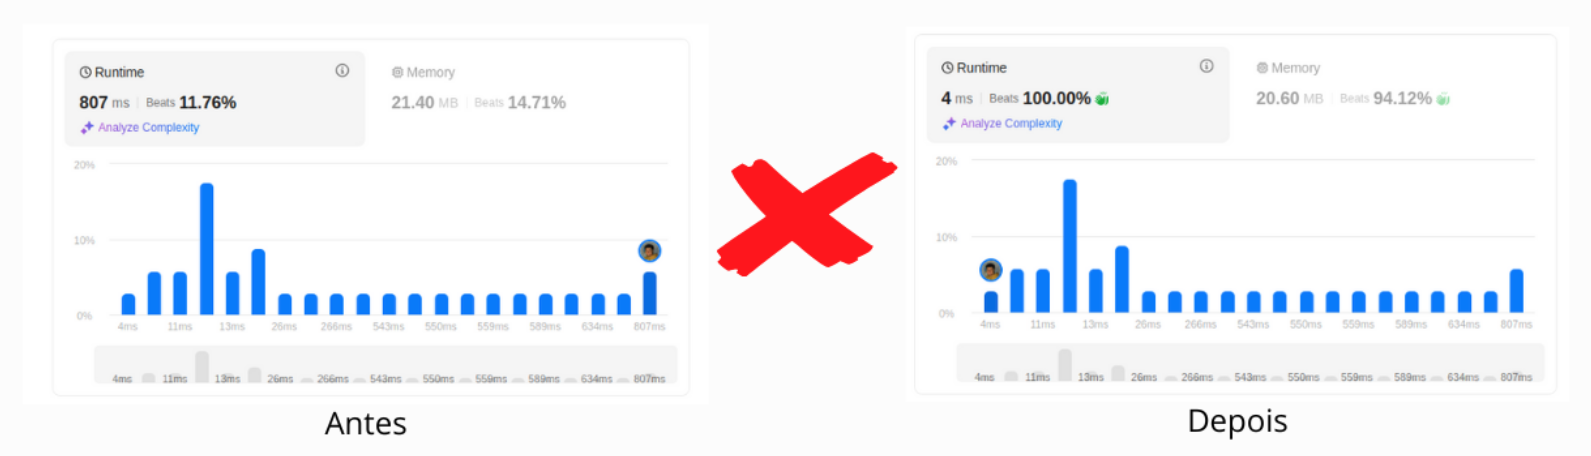 Runtime
Memory
807 ms | Beats 11.76%
21.40 MB | Beats 14.71%
Analyze Complexity
20%
10%
0%
4ms 11ms 13ms 26ms 266ms 543ms 550ms 559ms 589ms 634ms 807ms
4ms 11ms 13ms 26ms 266ms 543ms 550ms 559ms 589ms 634ms 807ms
Antes
Runtime
Memory
4 ms | Beats 100.00%
20.60 MB | Beats 94.12%
Analyze Complexity
20%
10%
0%
4ms 11ms 13ms 26ms 266ms 543ms 550ms 559ms 589ms 634ms 807ms
4ms 11ms 13ms 26ms 266ms 543ms 550ms 559ms 589ms 634ms 807ms
Depois